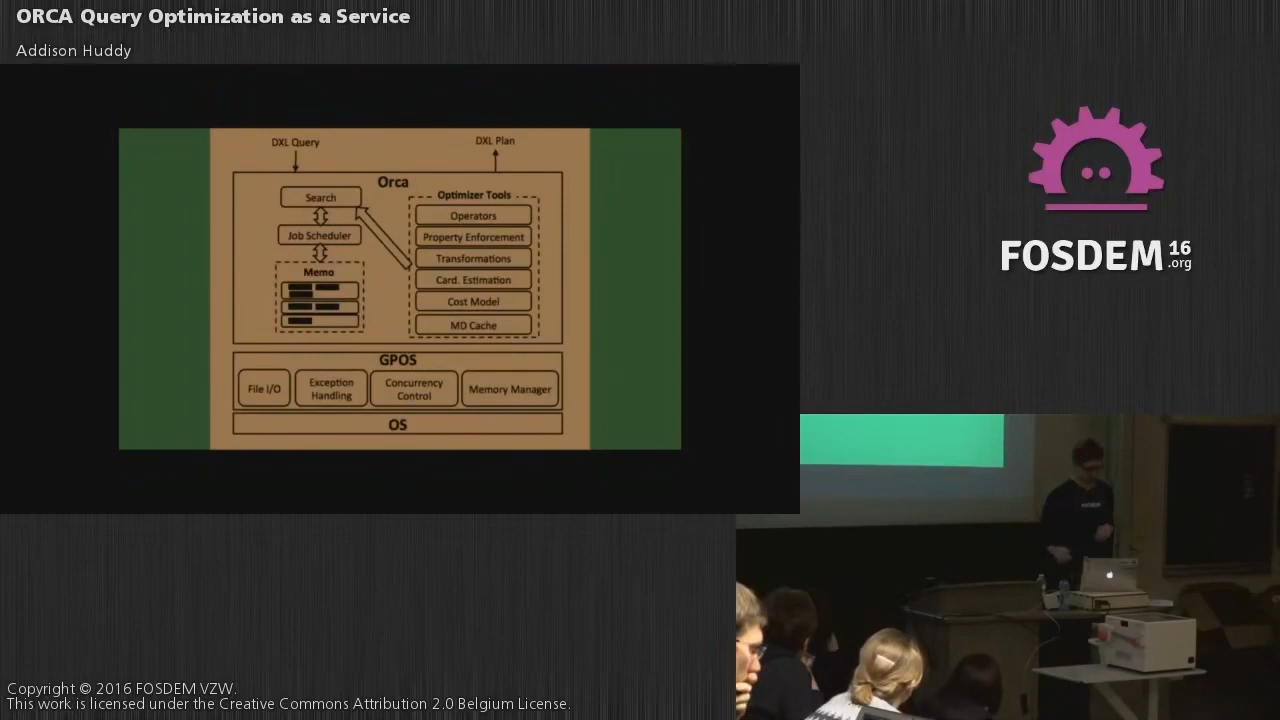 ORCA Query Optimization as a Service
Addison Huddy
DXL Query
DXL Plan
Orca
Search
Job Scheduler
Memo
Optimizer Tools
Operators
Property Enforcement
Transformations
Card. Estimation
Cost Model
MD Cache
GPOS
File I/O
Exception
Handling
Concurrency
Control
Memory Manager
OS
FOSDEM 16
.org
Copyright © 2016 FOSDEM VZW.
This work is licensed under the Creative Commons Attribution 2.0 Belgium License.